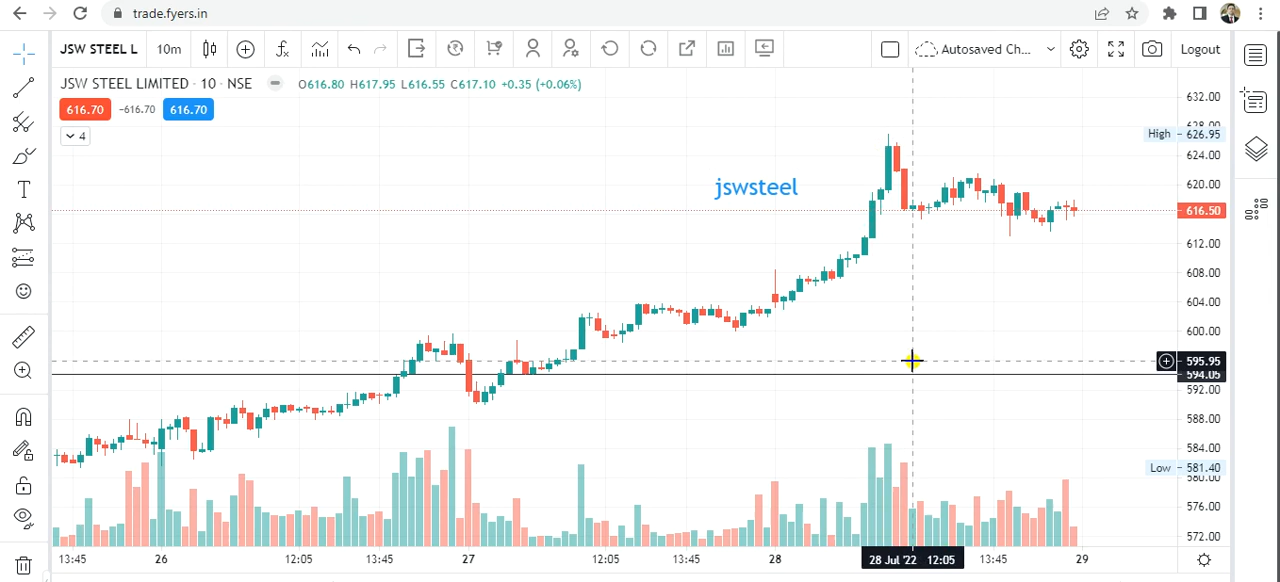 trade.fyers.in
JSW STEEL L 10m Autosaved Ch... Logout
JSW STEEL LIMITED · 10 · NSE O616.80 H617.95 L616.55 C617.10 +0.35 (+0.06%)
616.70 −616.70 616.70
4
jswsteel
632.00
628.00
High 626.95
624.00
620.00
616.50
612.00
608.00
604.00
600.00
595.95
594.05
592.00
588.00
584.00
Low 581.40
580.00
576.00
572.00
13:45 26 12:05 13:45 27 12:05 13:45 28 28 Jul '22 12:05 13:45 29